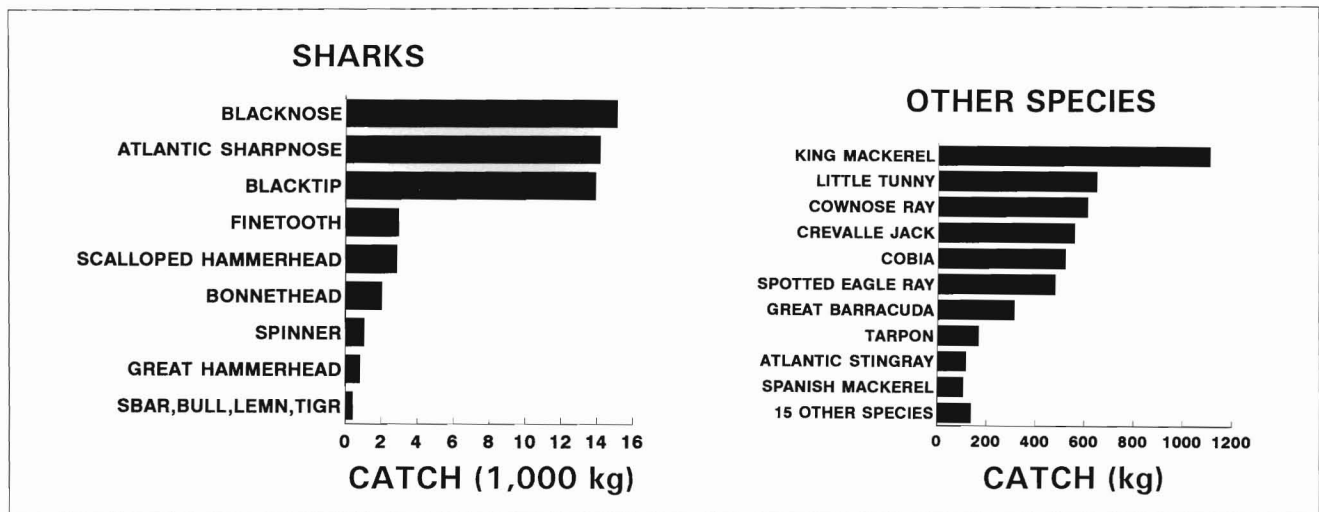 SHARKS
BLACKNOSE
ATLANTIC SHARPNOSE
BLACKTIP
FINETOOTH
SCALLOPED HAMMERHEAD
BONNETHEAD
SPINNER
GREAT HAMMERHEAD
SBAR,BULL,LEMN,TIGR
0 2 4 6 8 10 12 14 16
CATCH (1,000 kg)
OTHER SPECIES
KING MACKEREL
LITTLE TUNNY
COWNOSE RAY
CREVALLE JACK
COBIA
SPOTTED EAGLE RAY
GREAT BARRACUDA
TARPON
ATLANTIC STINGRAY
SPANISH MACKEREL
15 OTHER SPECIES
0 200 400 600 800 1000 1200
CATCH (kg)